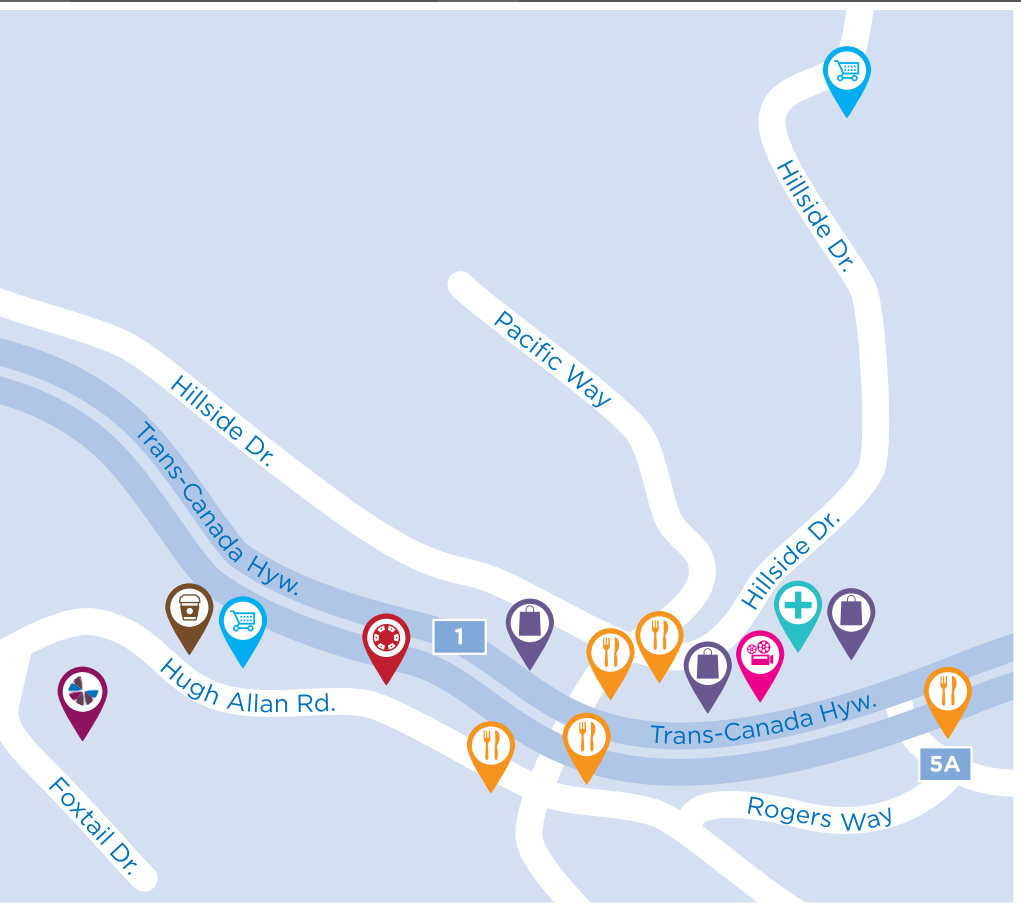 Hillside Dr.
Pacific Way
Hillside Dr.
Trans-Canada Hyw.
Hillside Dr.
1
Hugh Allan Rd.
Trans-Canada Hyw.
5A
Rogers Way
Foxtail Dr.